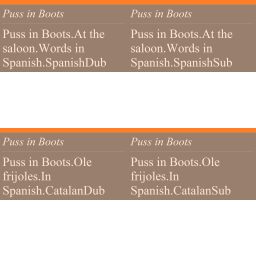 Puss in Boots
Puss in Boots.At the
saloon.Words in
Spanish.SpanishDub
Puss in Boots
Puss in Boots.At the
saloon.Words in
Spanish.SpanishSub
Puss in Boots
Puss in Boots.Ole
frijoles.In
Spanish.CatalanDub
Puss in Boots
Puss in Boots.Ole
frijoles.In
Spanish.CatalanSub